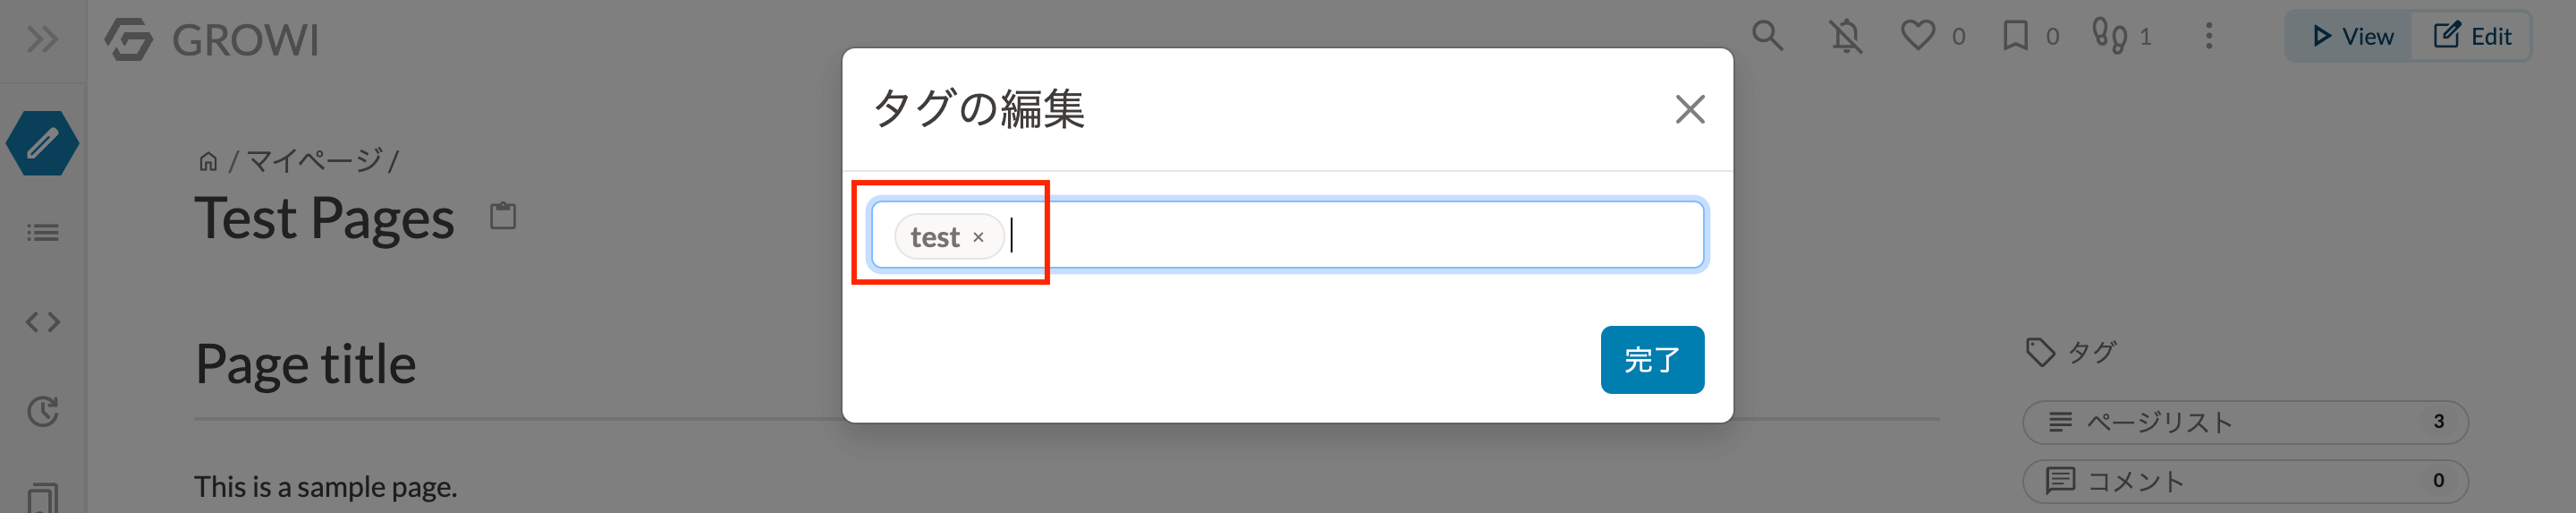 GROWI
0
0
1
View
Edit
タグの編集
/ マイページ /
Test Pages
test ×
Page title
完了
タグ
ページリスト 3
This is a sample page.
コメント 0